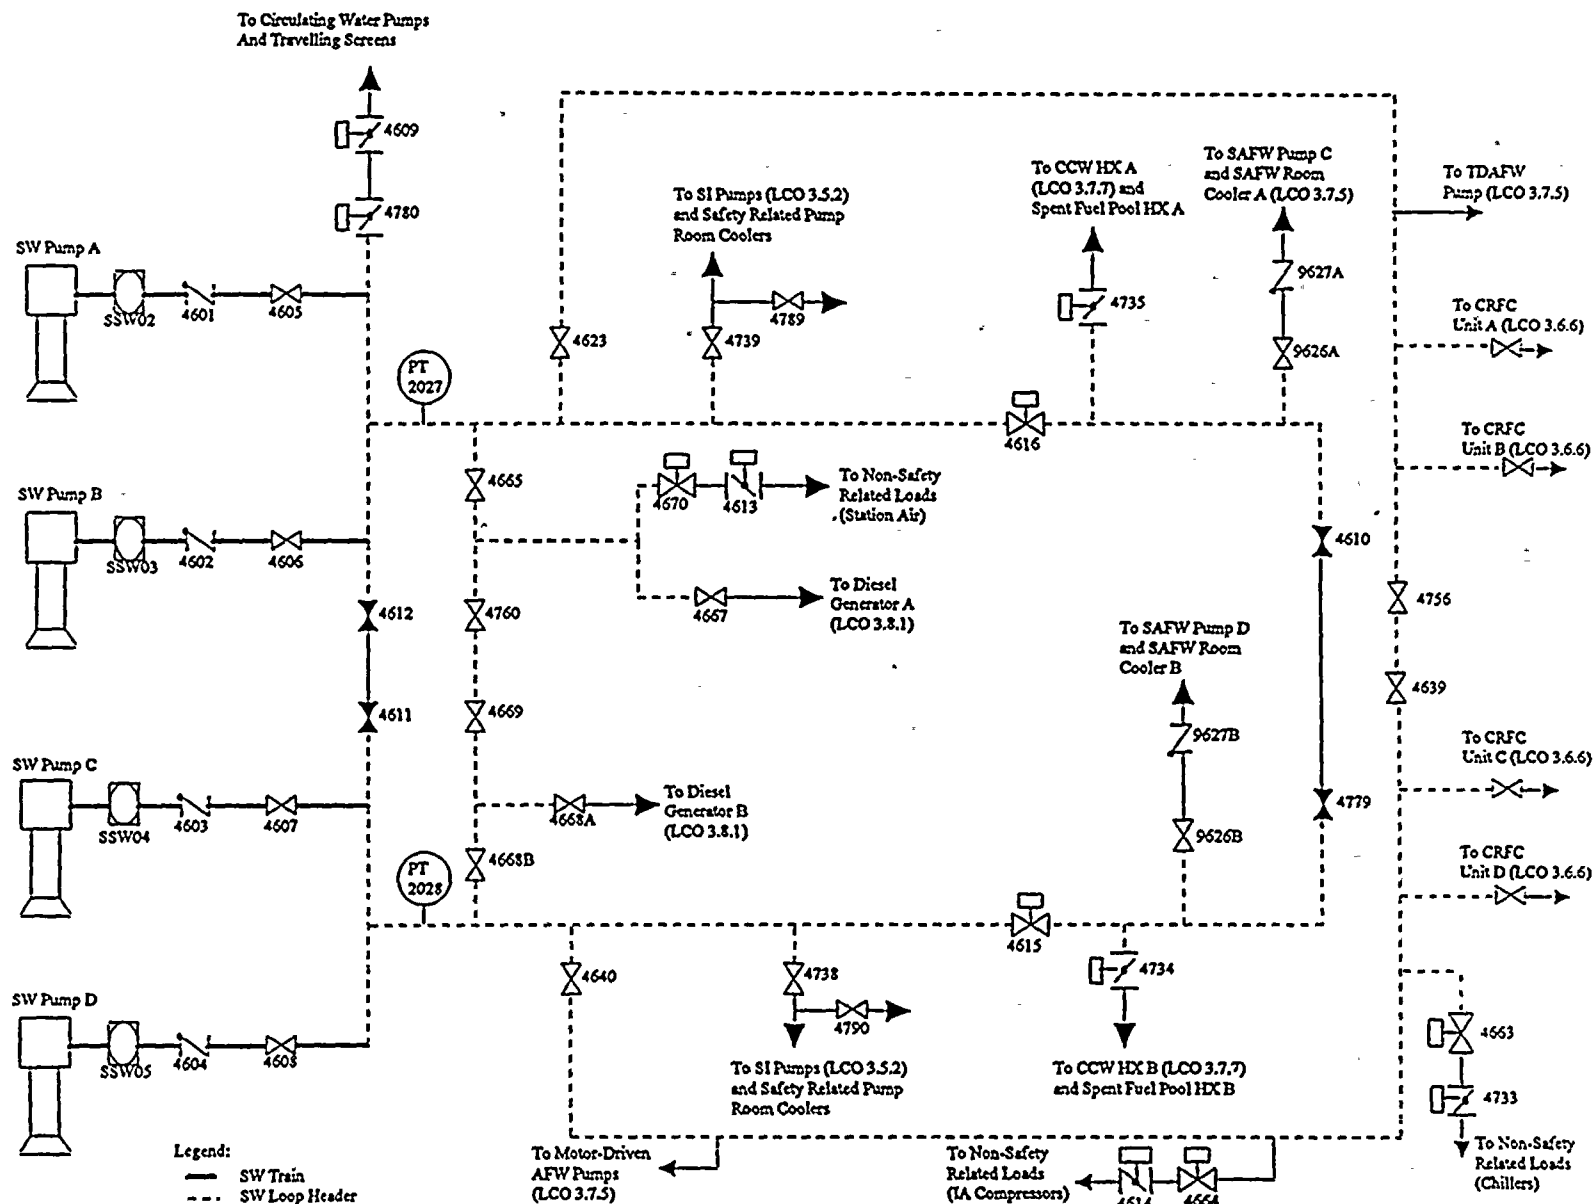 To Circulating Water Pumps
And Travelling Screens
4609
4780
SW Pump A
SSW02
4601
4605
PT
2027
To SI Pumps (LCO 3.5.2)
and Safety Related Pump
Room Coolers
4789
4739
4623
To CCW HX A
(LCO 3.7.7) and
Spent Fuel Pool HX A
4735
To SAFW Pump C
and SAFW Room
Cooler A (LCO 3.7.5)
9627A
9626A
To TDAFW
Pump (LCO 3.7.5)
To CRFC
Unit A (LCO 3.6.6)
To CRFC
Unit B (LCO 3.6.6)
4616
SW Pump B
SSW03
4602
4606
4665
4670
4613
To Non-Safety
Related Loads
(Station Air)
4610
4612
4760
4667
To Diesel
Generator A
(LCO 3.8.1)
4756
4611
4669
To SAFW Pump D
and SAFW Room
Cooler B
9627B
4639
SW Pump C
SSW04
4603
4607
4668A
To Diesel
Generator B
(LCO 3.8.1)
4668B
PT
2028
9626B
4779
To CRFC
Unit C (LCO 3.6.6)
To CRFC
Unit D (LCO 3.6.6)
4615
4640
4738
4790
4734
SW Pump D
SSW05
4604
4608
To SI Pumps (LCO 3.5.2)
and Safety Related Pump
Room Coolers
To CCW HX B (LCO 3.7.7)
and Spent Fuel Pool HX B
4663
4733
To Non-Safety
Related Loads
(Chillers)
Legend:
SW Train
SW Loop Header
To Motor-Driven
AFW Pumps
(LCO 3.7.5)
To Non-Safety
Related Loads
(IA Compressors)
4614
4664